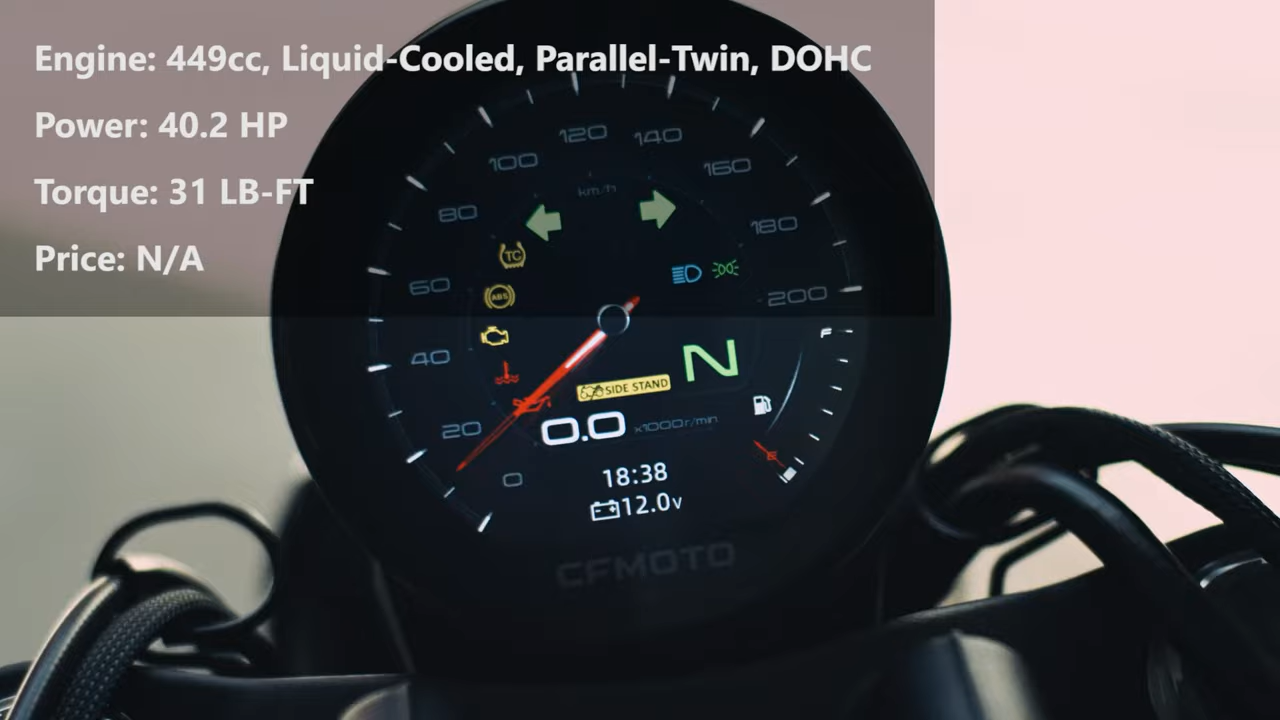 Engine: 449cc, Liquid-Cooled, Parallel-Twin, DOHC
Power: 40.2 HP
Torque: 31 LB-FT
Price: N/A
120 140
100 160
km/h
80 180
TC
60 200
ABS
F
40 N
SIDE STAND
20 0.0 x1000r/min
E
0 18:38
12.0v
CFMOTO